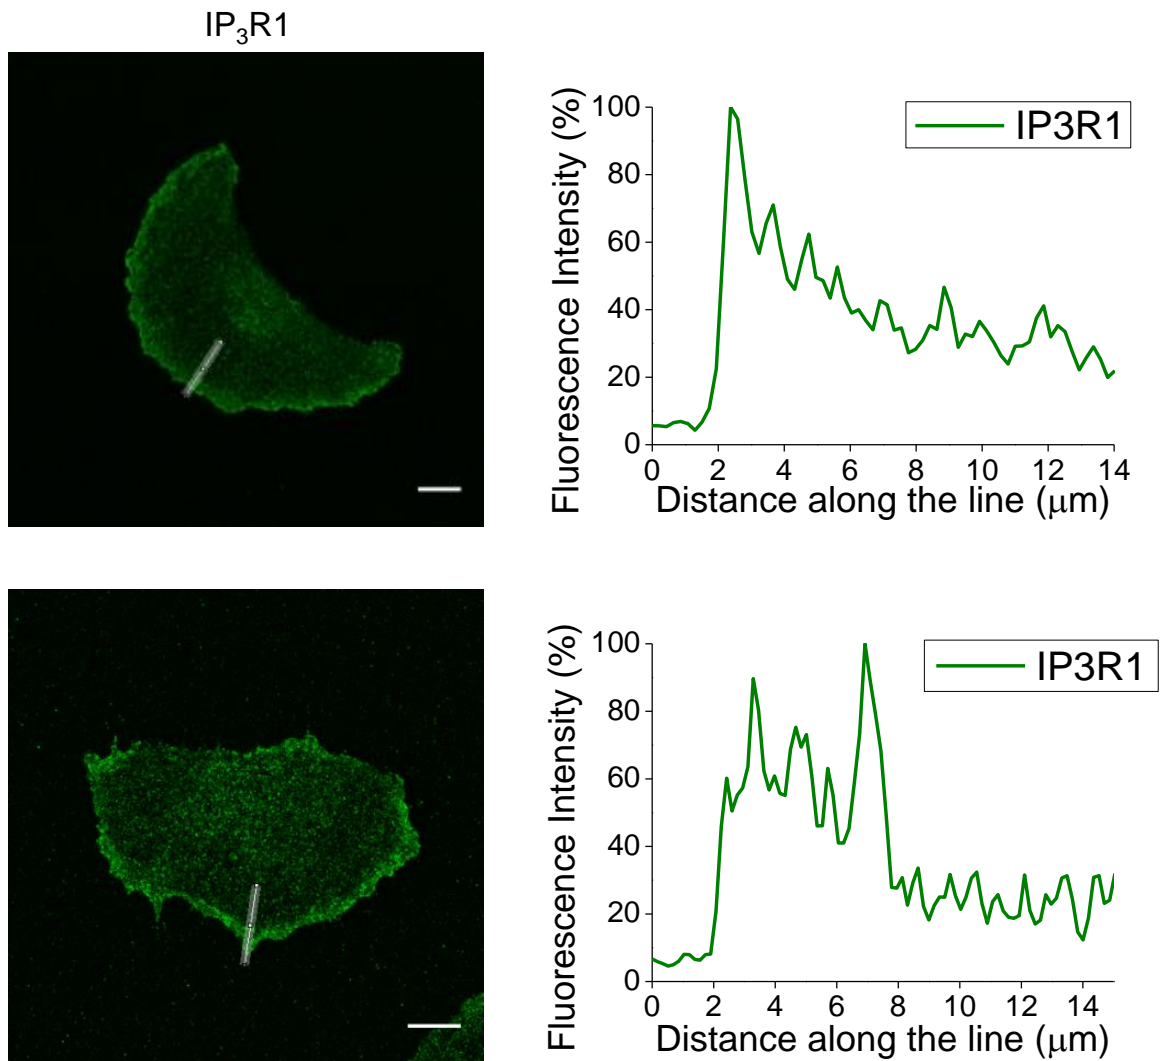 IP3R1
Fluorescence Intensity (%)
100
80
60
40
20
0
IP3R1
0 2 4 6 8 10 12 14
Distance along the line (μm)
Fluorescence Intensity (%)
100
80
60
40
20
0
IP3R1
0 2 4 6 8 10 12 14
Distance along the line (μm)